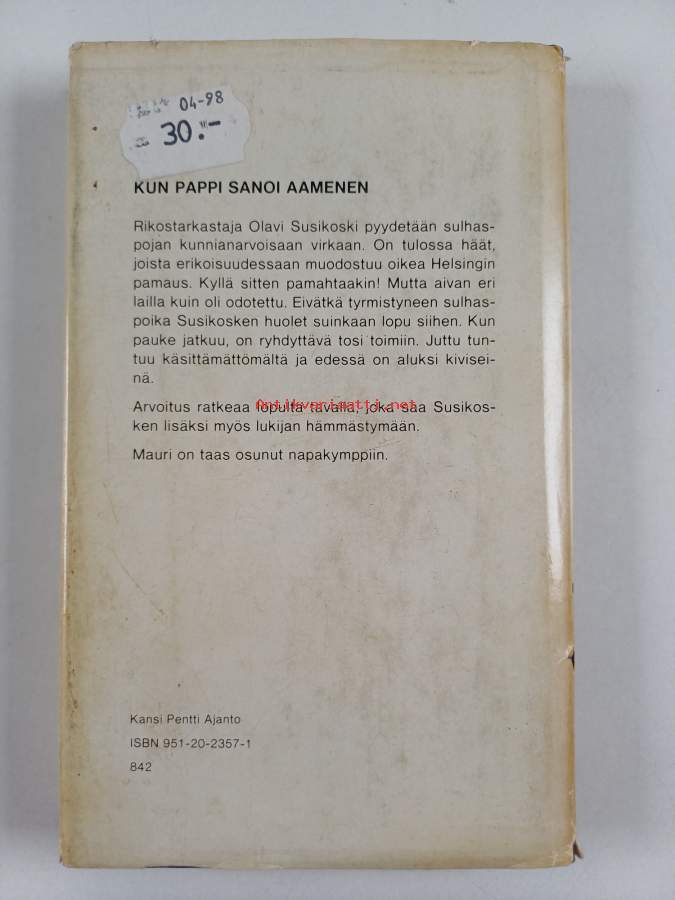 04-98
30.-
KUN PAPPI SANOI AAMENEN
Rikostarkastaja Olavi Susikoski pyydetään sulhas-
pojan kunnianarvoisaan virkaan. On tulossa häät,
joista erikoisuudessaan muodostuu oikea Helsingin
pamaus. Kyllä sitten pamahtaakin! Mutta aivan eri
lailla kuin oli odotettu. Eivätkä tyrmistyneen sulhas-
poika Susikosken huolet suinkaan lopu siihen. Kun
pauke jatkuu, on ryhdyttävä tosi toimiin. Juttu tun-
tuu käsittämättömältä ja edessä on aluksi kivisei-
nä.
Antikvariaatti.net
Arvoitus ratkeaa lopulta tavalla, joka saa Susikos-
ken lisäksi myös lukijan hämmästymään.
Mauri on taas osunut napakymppiin.
Kansi Pentti Ajanto
ISBN 951-20-2357-1
842